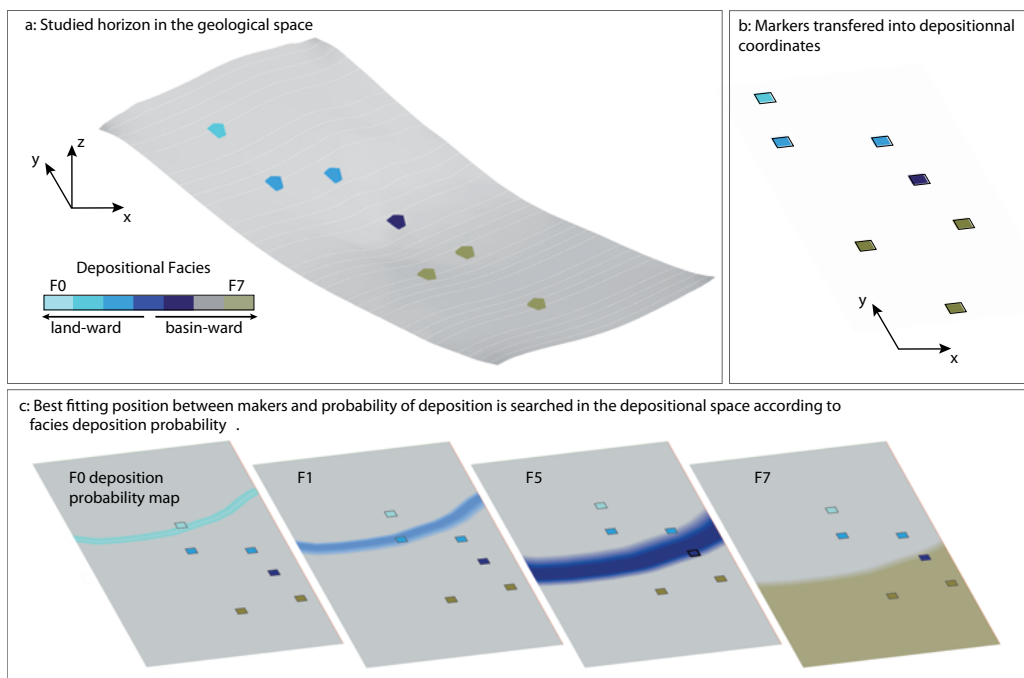 a: Studied horizon in the geological space
z
y
x
Depositional Facies
F0 F7
land-ward basin-ward
b: Markers transfered into depositionnal
coordinates
y
x
c: Best fitting position between makers and probability of deposition is searched in the depositional space according to
facies deposition probability .
F0 deposition
probability map
F1
F5
F7